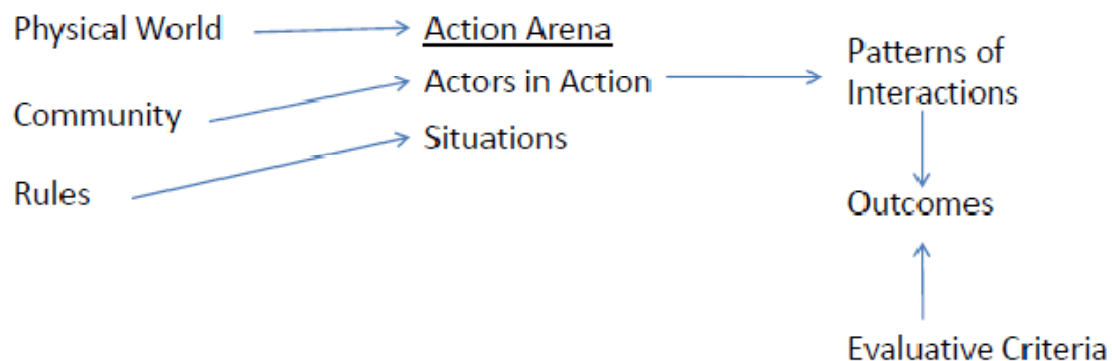 Physical World
Action Arena
Actors in Action
Patterns of
Interactions
Community
Situations
Rules
Outcomes
Evaluative Criteria